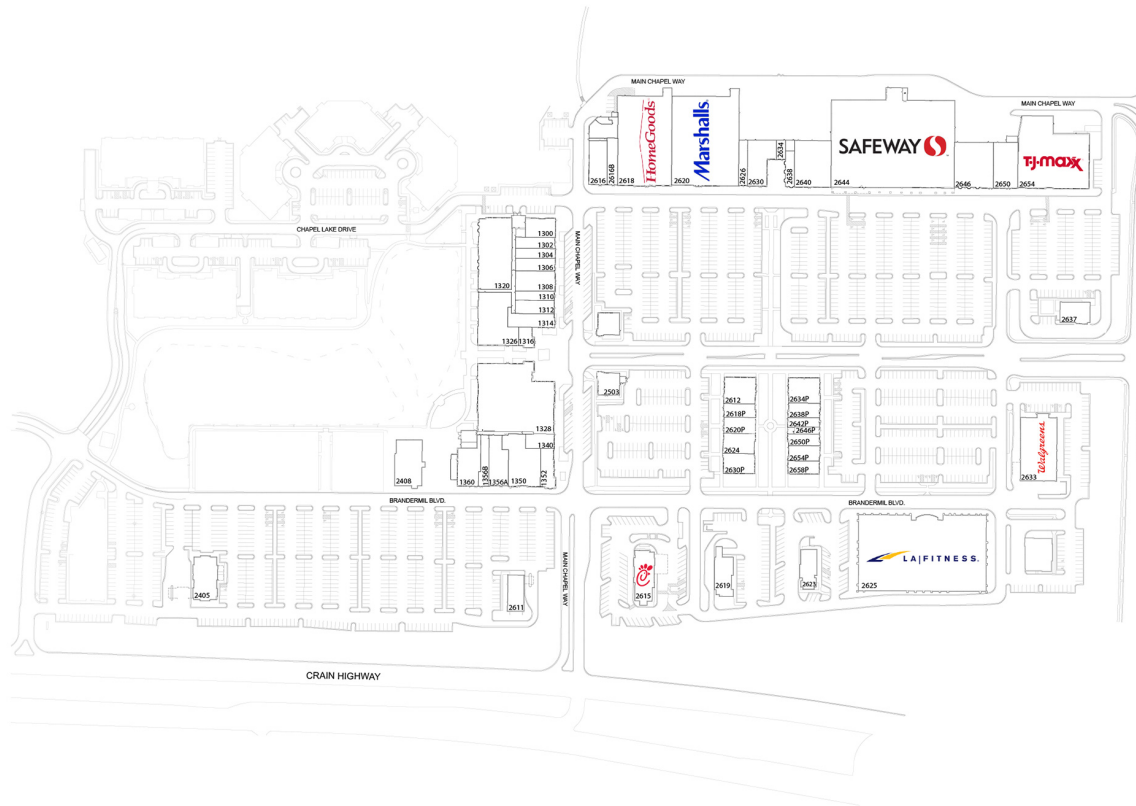 MAIN CHAPEL WAY
MAIN CHAPEL WAY
HomeGoods
Marshalls
SAFEWAY
T·J·maxx
2616
2616B
2618
2620
2626
2630
2634
2638
2640
2644
2646
2650
2654
CHAPEL LAKE DRIVE
MAIN CHAPEL WAY
1300
1302
1304
1306
1308
1320
1310
1312
1314
1326
1316
2637
2503
2612
2618P
2620P
2624
2630P
2634P
2638P
2642P
2646P
2650P
2654P
2658P
Walgreens
2633
1328
1340
1360
1356B
1356A
1350
1352
2408
BRANDERMIL BLVD.
BRANDERMIL BLVD.
MAIN CHAPEL WAY
2405
2611
2615
2619
2623
LA|FITNESS.
2625
CRAIN HIGHWAY